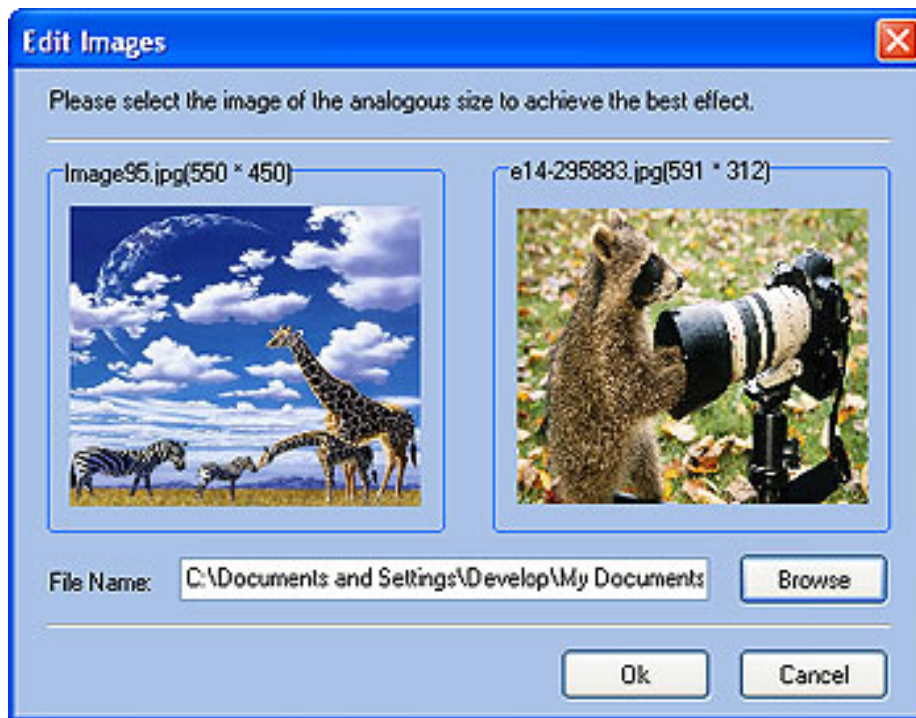 Edit Images
Please select the image of the analogous size to achieve the best effect.
Image95.jpg(550 * 450)
e14-295883.jpg(591 * 312)
File Name:
C:\Documents and Settings\Develop\My Documents
Browse
Ok
Cancel